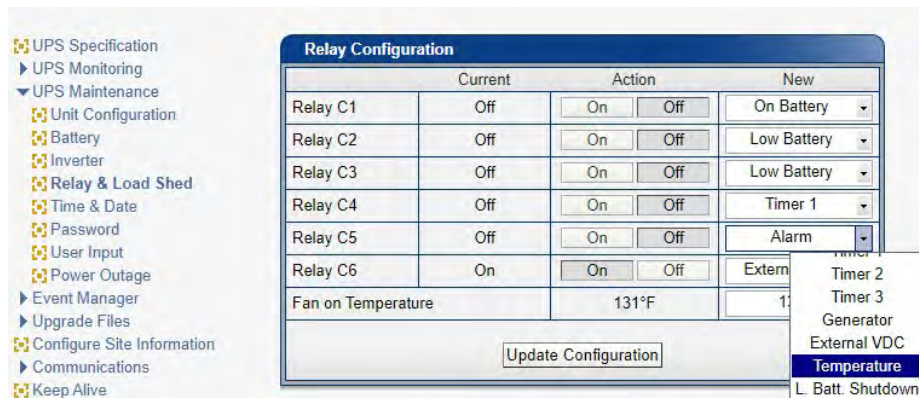 UPS Specification
UPS Monitoring
UPS Maintenance
Unit Configuration
Battery
Inverter
Relay & Load Shed
Time & Date
Password
User Input
Power Outage
Event Manager
Upgrade Files
Configure Site Information
Communications
Keep Alive
Relay Configuration
Current Action New
Relay C1 Off On Off On Battery
Relay C2 Off On Off Low Battery
Relay C3 Off On Off Low Battery
Relay C4 Off On Off Timer 1
Relay C5 Off On Off Alarm
Relay C6 On On Off Extern
Fan on Temperature 131°F
Update Configuration
Timer 2
Timer 3
Generator
External VDC
Temperature
L. Batt. Shutdown